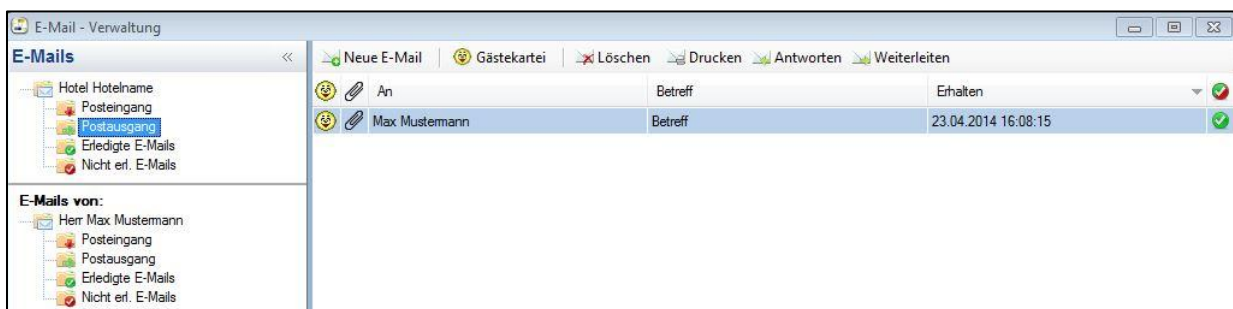 E-Mail - Verwaltung
E-Mails «
Neue E-Mail Gästekartei Löschen Drucken Antworten Weiterleiten
Hotel Hotelname
Posteingang
Postausgang
Erledigte E-Mails
Nicht erl. E-Mails
E-Mails von:
Herr Max Mustermann
Posteingang
Postausgang
Erledigte E-Mails
Nicht erl. E-Mails
An Betreff Erhalten
Max Mustermann Betreff 23.04.2014 16:08:15